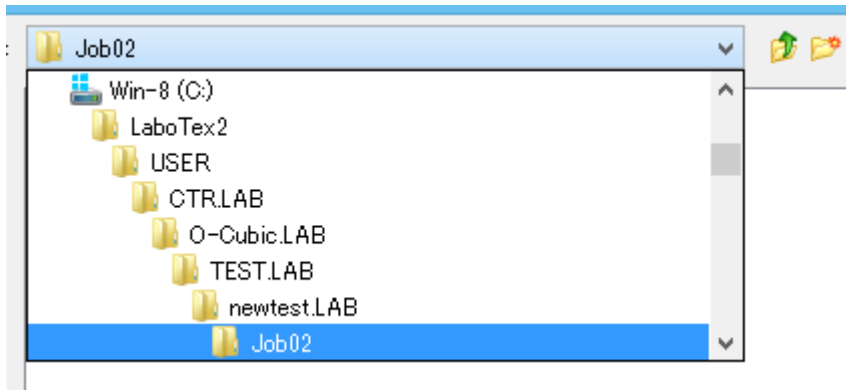 Job02
Win-8 (C:)
LaboTex2
USER
CTR.LAB
O-Cubic.LAB
TEST.LAB
newtest.LAB
Job02